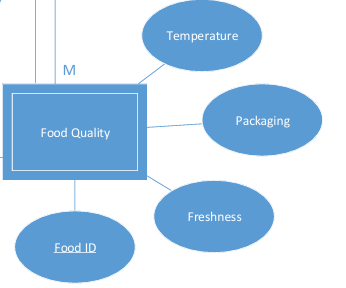 Temperature
M
Packaging
Food Quality
Freshness
Food ID